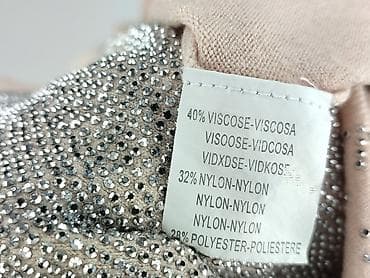 40% VISCOSE-VISCOSA
VISOOSE-VIDCOSA
VIDXDSE-VIDKOSE
32% NYLON-NYLON
NYLON-NYLON
NYLON-NYLON
28% POLYESTER-POLIESTERE